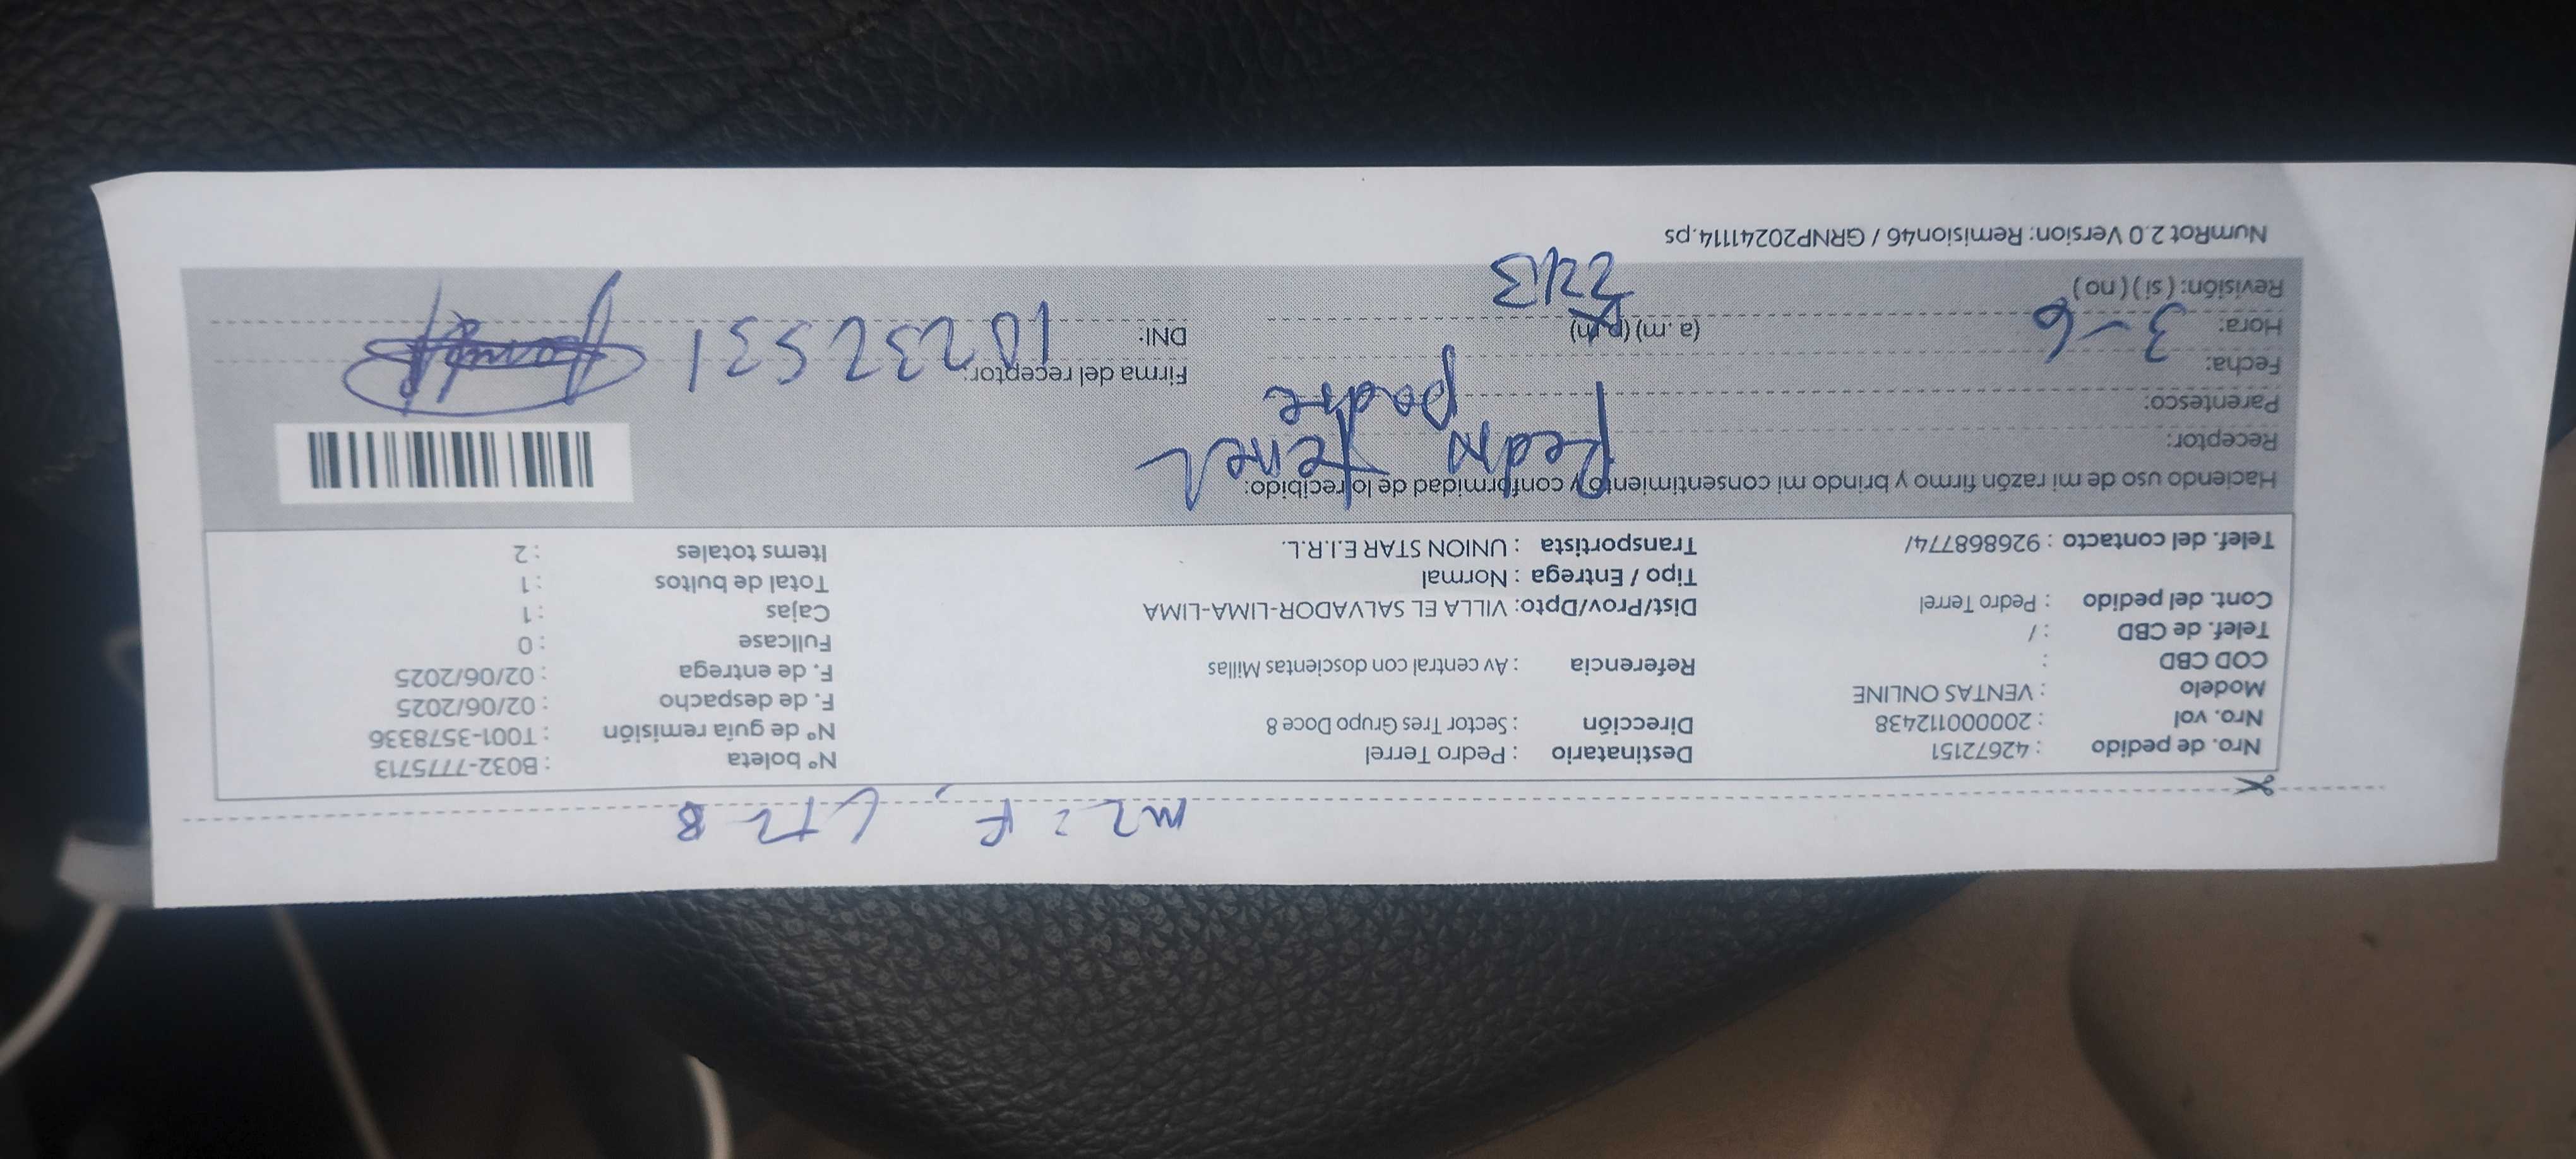 mz = F, LT 2 8
Nro. de pedido : 42672151 Destinatario : Pedro Terrel N° boleta : B032-7775713
Nro. vol : 20000011 2438 Dirección : Sector Tres Grupo Doce 8 N° de guía remisión : T001-3578336
Modelo : VENTAS ONLINE F. de despacho : 02/06/2025
COD CBD : Referencia : Av central con doscientas Millas F. de entrega : 02/06/2025
Telef. de CBD : / Fullcase : 0
Cont. del pedido : Pedro Terrel Dist/Prov/Dpto: VILLA EL SALVADOR-LIMA-LIMA Cajas : 1
Tipo / Entrega : Normal Total de bultos : 1
Telef. del contacto : 926868774/ Transportista : UNION STAR E.I.R.L. Items totales : 2
Haciendo uso de mi razón firmo y brindo mi consentimiento y conformidad de lo recibido:
Receptor: Pedro Terrel
Parentesco: padre
Fecha: 3-6 Firma del receptor:
Hora: (a. m) (p. m) DNI: 10232531
Revisión: ( si ) ( no )
NumRot 2.0 Version: Remision46 / GRNP20241114.ps